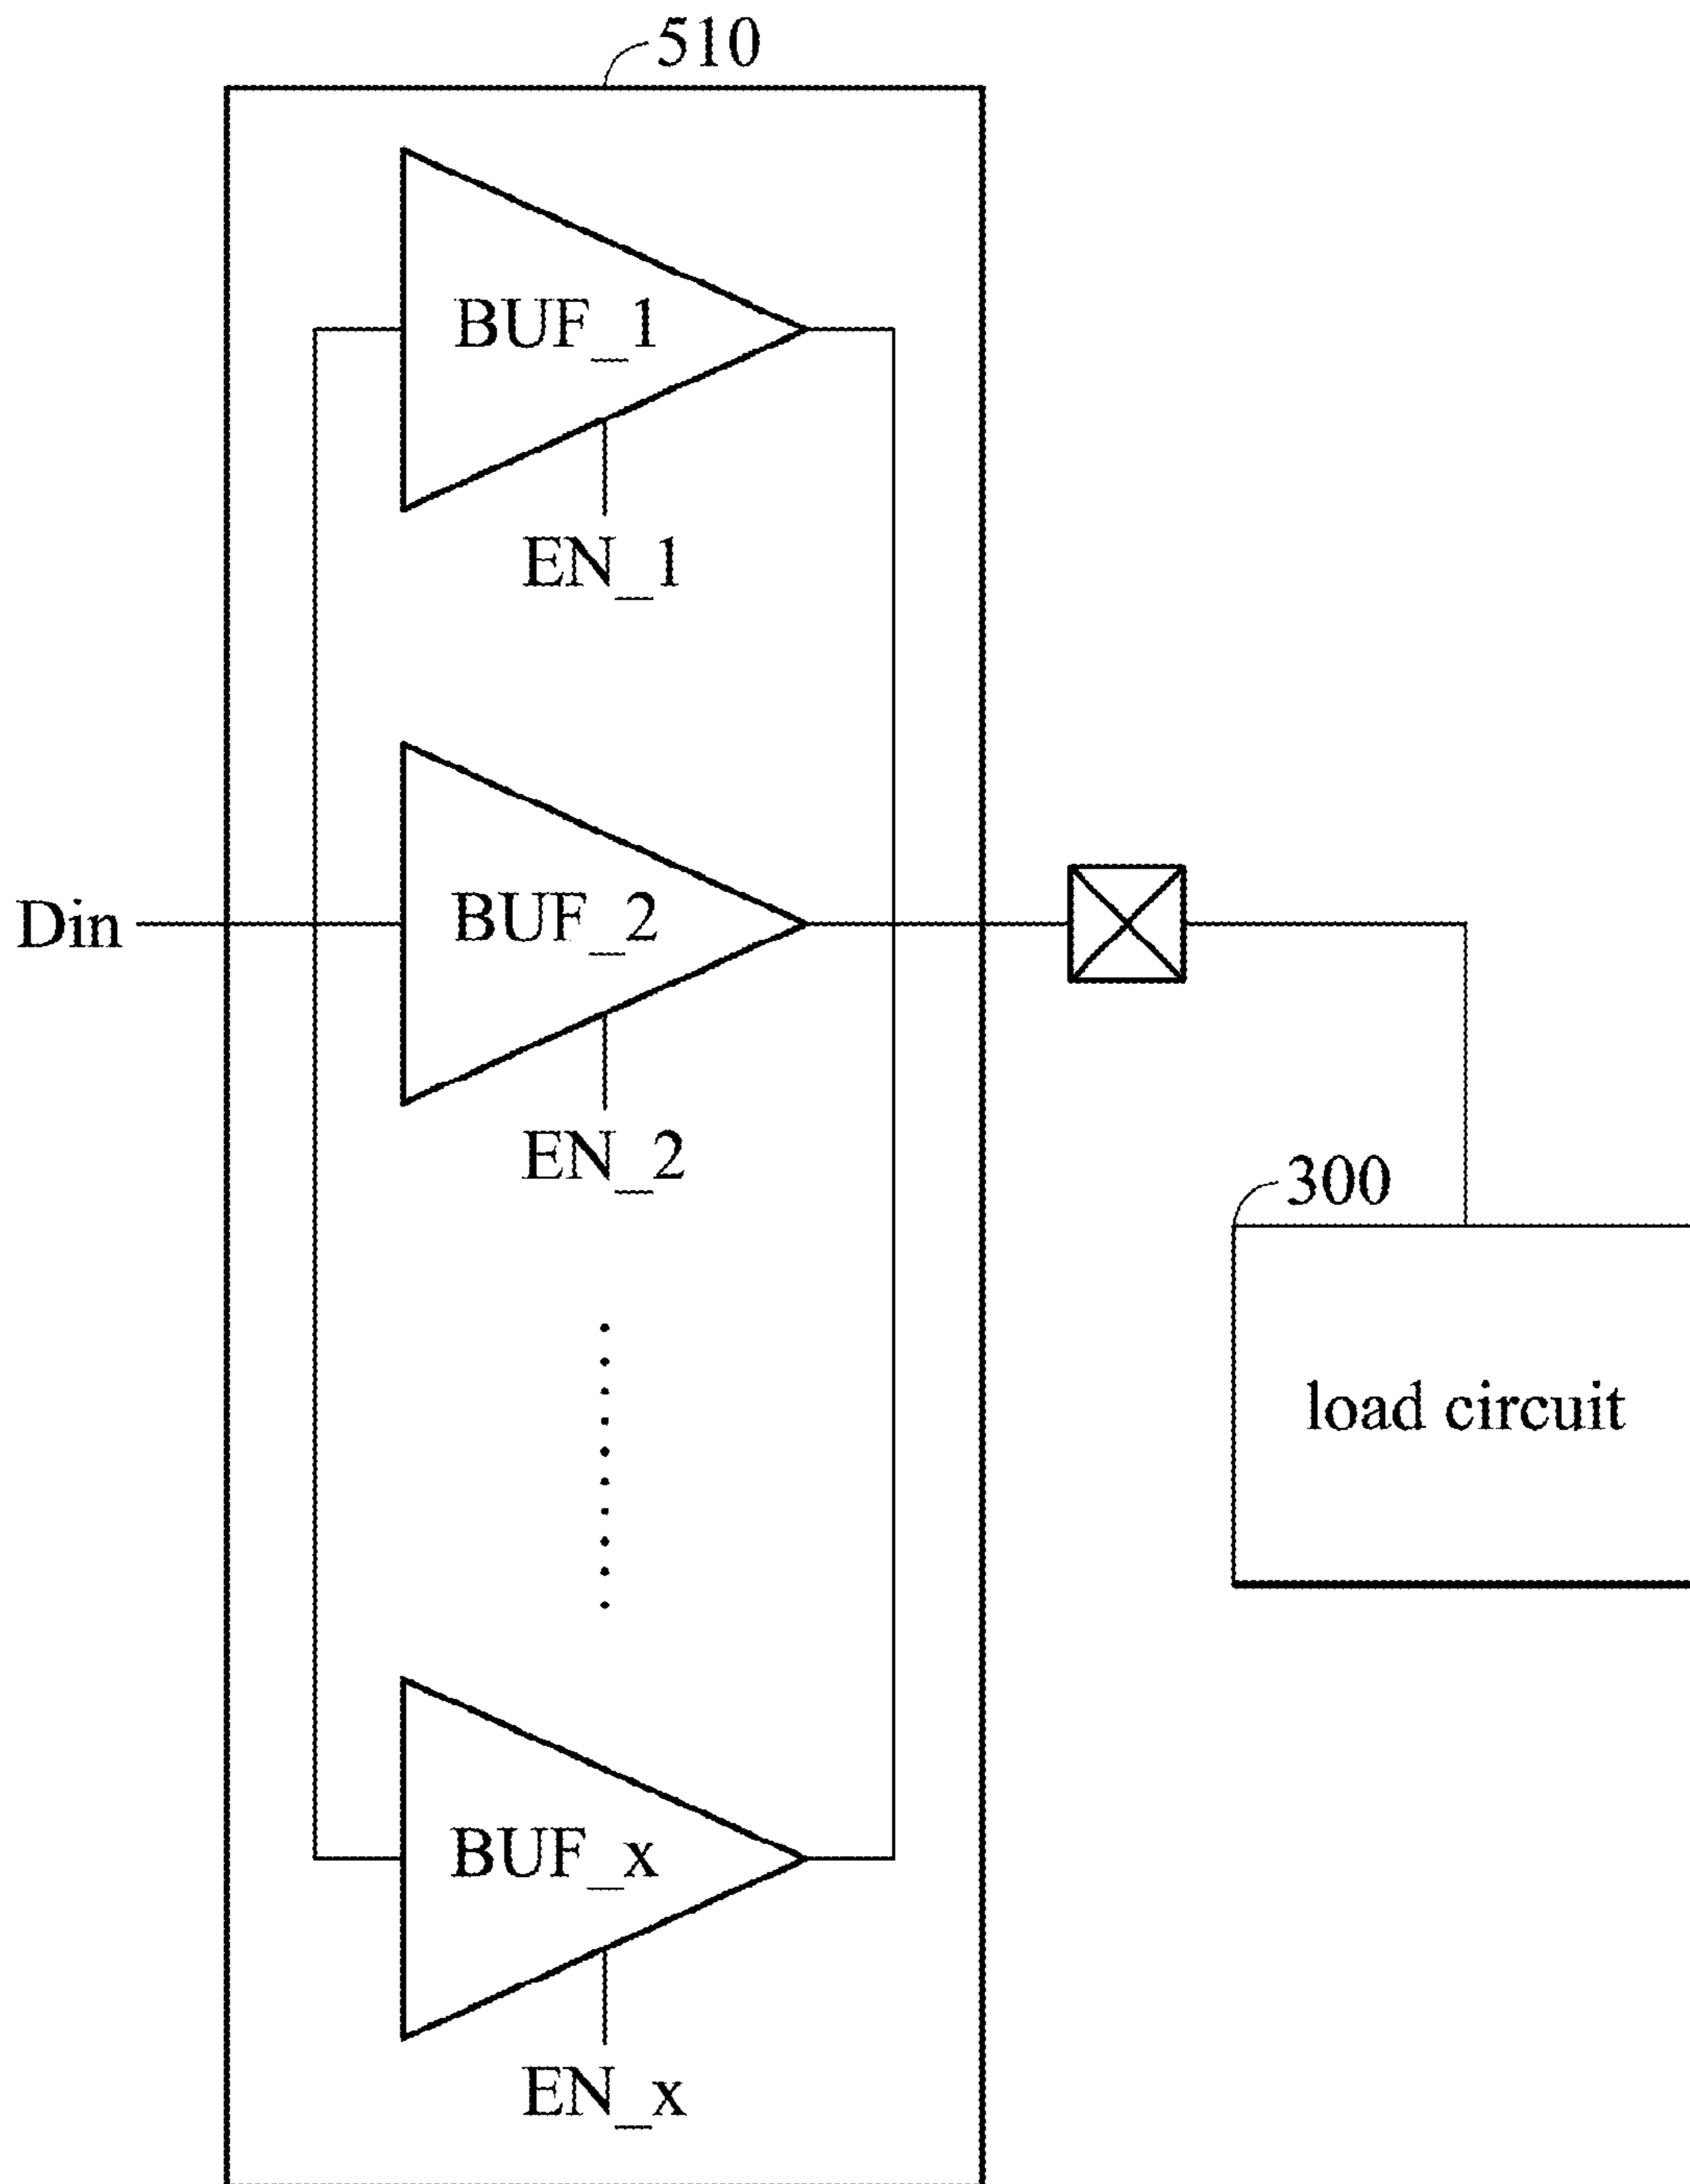 510
BUF_1
EN_1
Din
BUF_2
EN_2
300
load circuit
BUF_x
EN_x